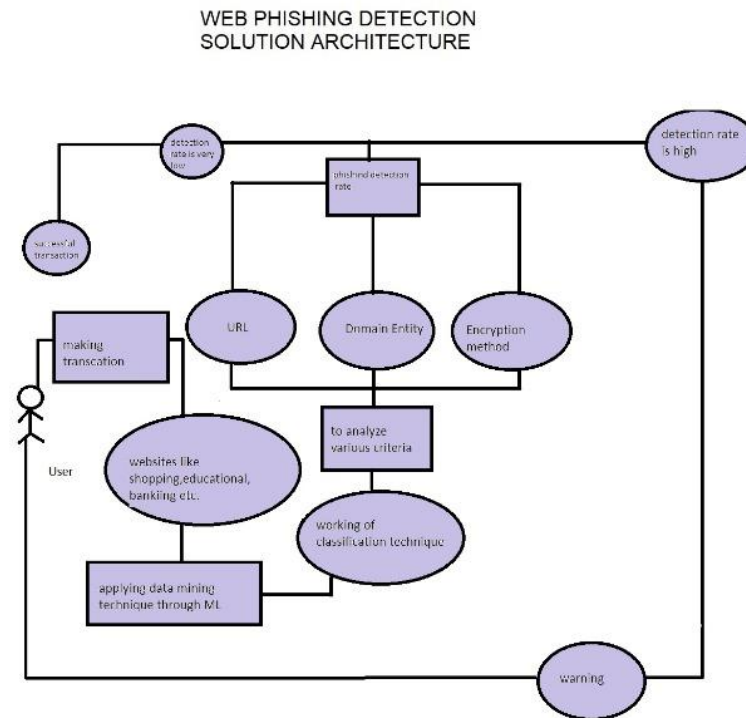 WEB PHISHING DETECTION
SOLUTION ARCHITECTURE
detection
rate is very
low
detection rate
is high
phishind detection
rate
successful
transaction
URL
Dnmain Entity
Encryption
method
making
transcation
to analyze
various criteria
User
websites like
shopping,educational,
bankiing etc.
working of
classification technique
applying data mining
technique through ML
warning